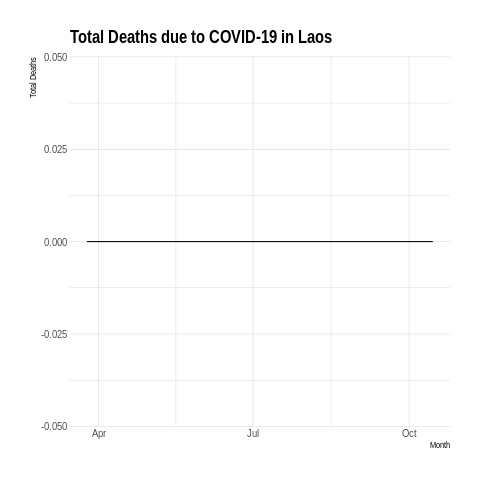 Total Deaths due to COVID-19 in Laos
Total Deaths
0.050
0.025
0.000
-0.025
-0.050
Apr Jul Oct
Month